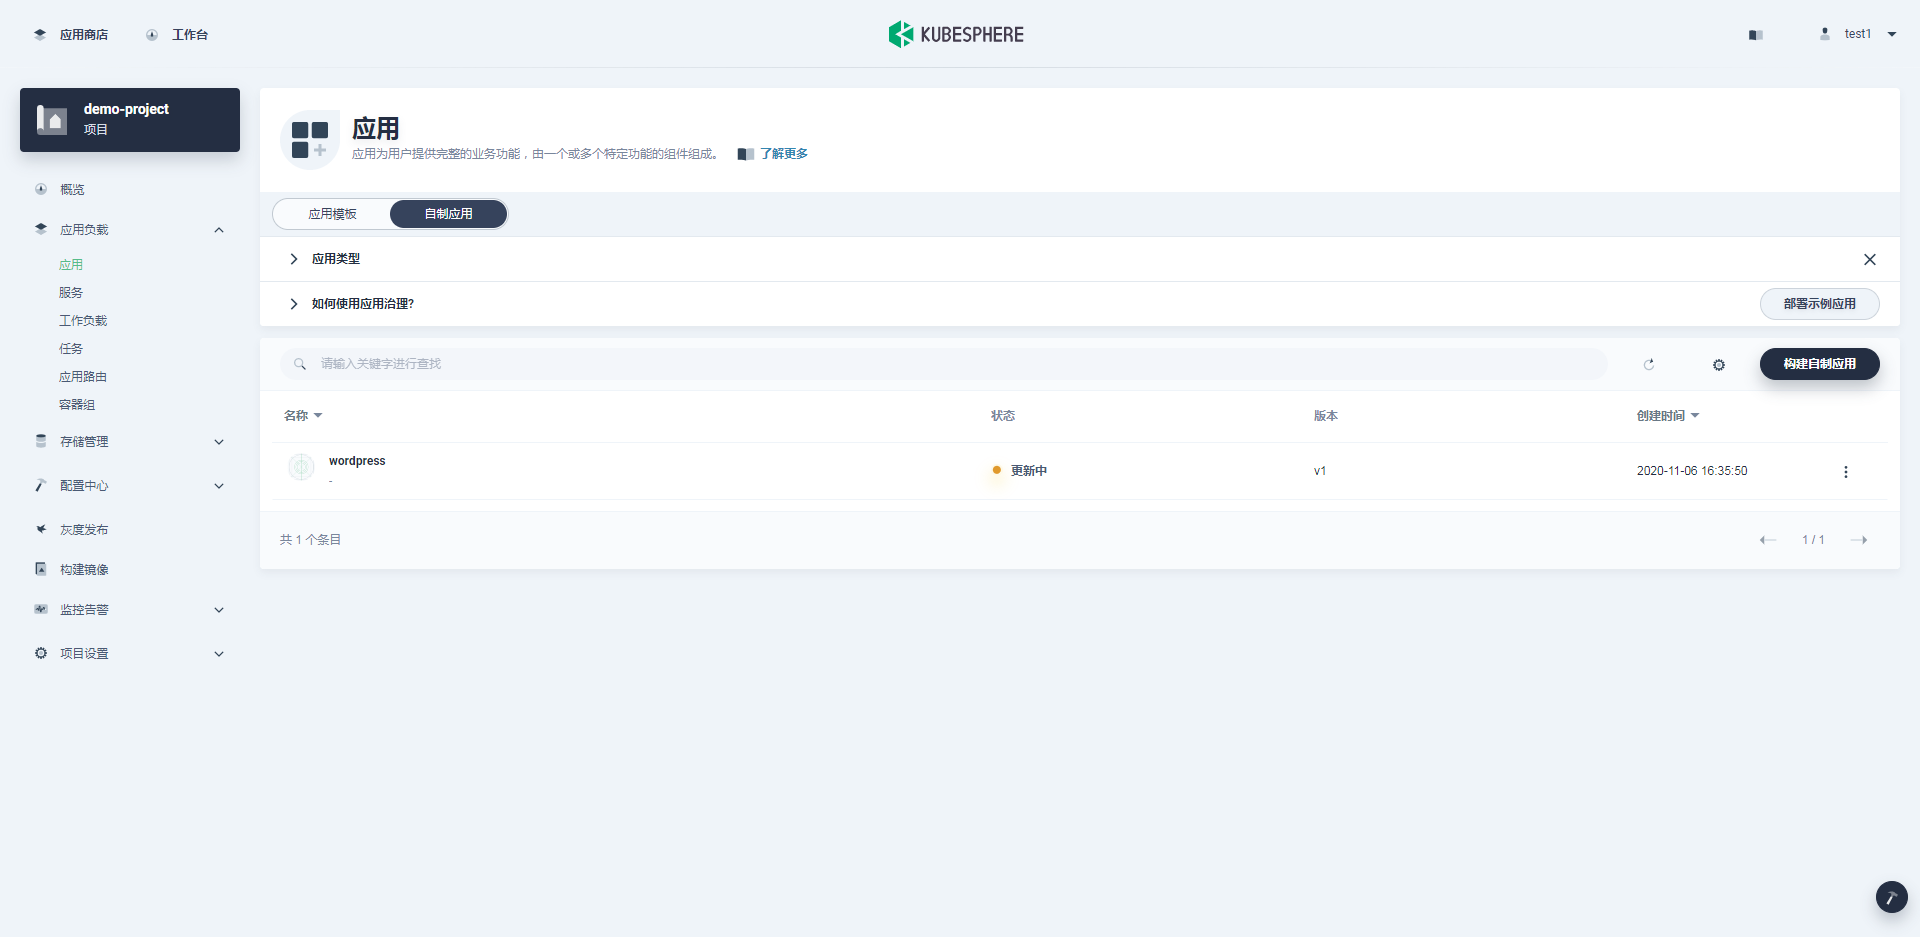 应用商店
工作台
KUBESPHERE
test1
demo-project
项目
概览
应用负载
应用
服务
工作负载
任务
应用路由
容器组
存储管理
配置中心
灰度发布
构建镜像
监控告警
项目设置
应用
应用为用户提供完整的业务功能，由一个或多个特定功能的组件组成。 了解更多
应用模板 自制应用
应用类型
如何使用应用治理? 部署示例应用
请输入关键字进行查找 构建自制应用
名称 状态 版本 创建时间
wordpress 更新中 v1 2020-11-06 16:35:50
-
共 1 个条目 1 / 1